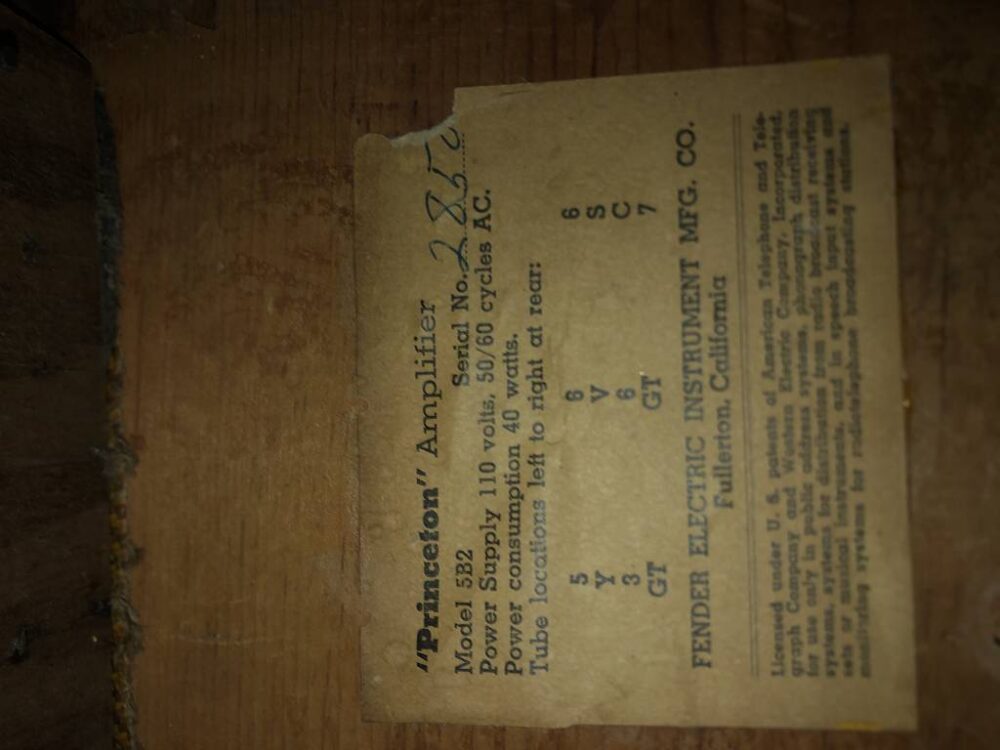 "Princeton" Amplifier
Model 5B2 Serial No. 2850
Power Supply 110 volts, 50/60 cycles AC.
Power consumption 40 watts.
Tube locations left to right at rear:
5 6 6
Y V S
3 6 C
GT GT 7
FENDER ELECTRIC INSTRUMENT MFG. CO.
Fullerton, California
Licensed under U. S. patents of American Telephone and Tele-
graph Company and Western Electric Company, Incorporated,
for use only in public address systems, phonograph distribution
systems, systems for distribution from radio broadcast receiving
sets or musical instruments, and in speech input systems and
monitoring systems for radiotelephone broadcasting stations.